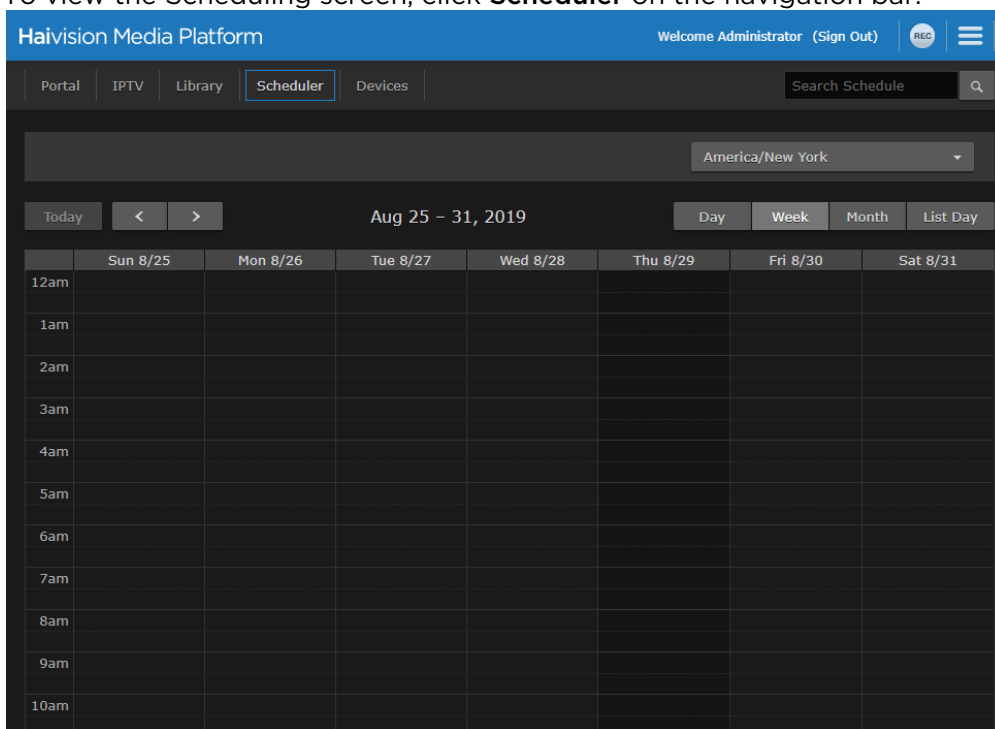 To view the Scheduling screen, click Scheduler on the navigation bar.
Haivision Media Platform Welcome Administrator (Sign Out) REC
Portal IPTV Library Scheduler Devices Search Schedule
America/New York
Today < > Aug 25 – 31, 2019 Day Week Month List Day
Sun 8/25 Mon 8/26 Tue 8/27 Wed 8/28 Thu 8/29 Fri 8/30 Sat 8/31
12am
1am
2am
3am
4am
5am
6am
7am
8am
9am
10am